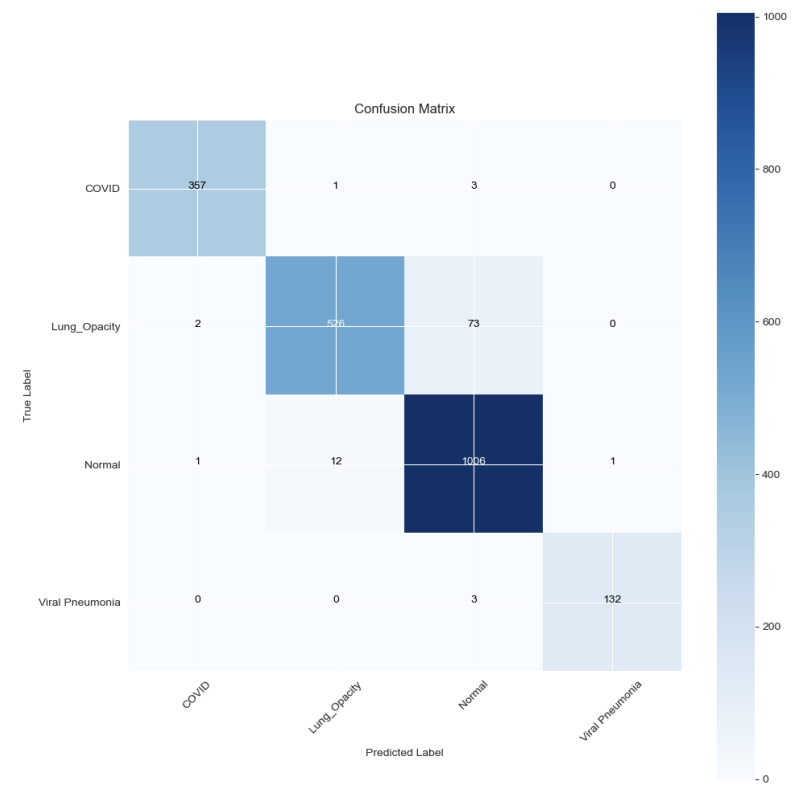 Confusion Matrix
True Label
COVID
357 1 3 0
Lung_Opacity
2 526 73 0
Normal
1 12 1006 1
Viral Pneumonia
0 0 3 132
COVID
Lung_Opacity
Normal
Viral Pneumonia
Predicted Label
1000
800
600
400
200
0